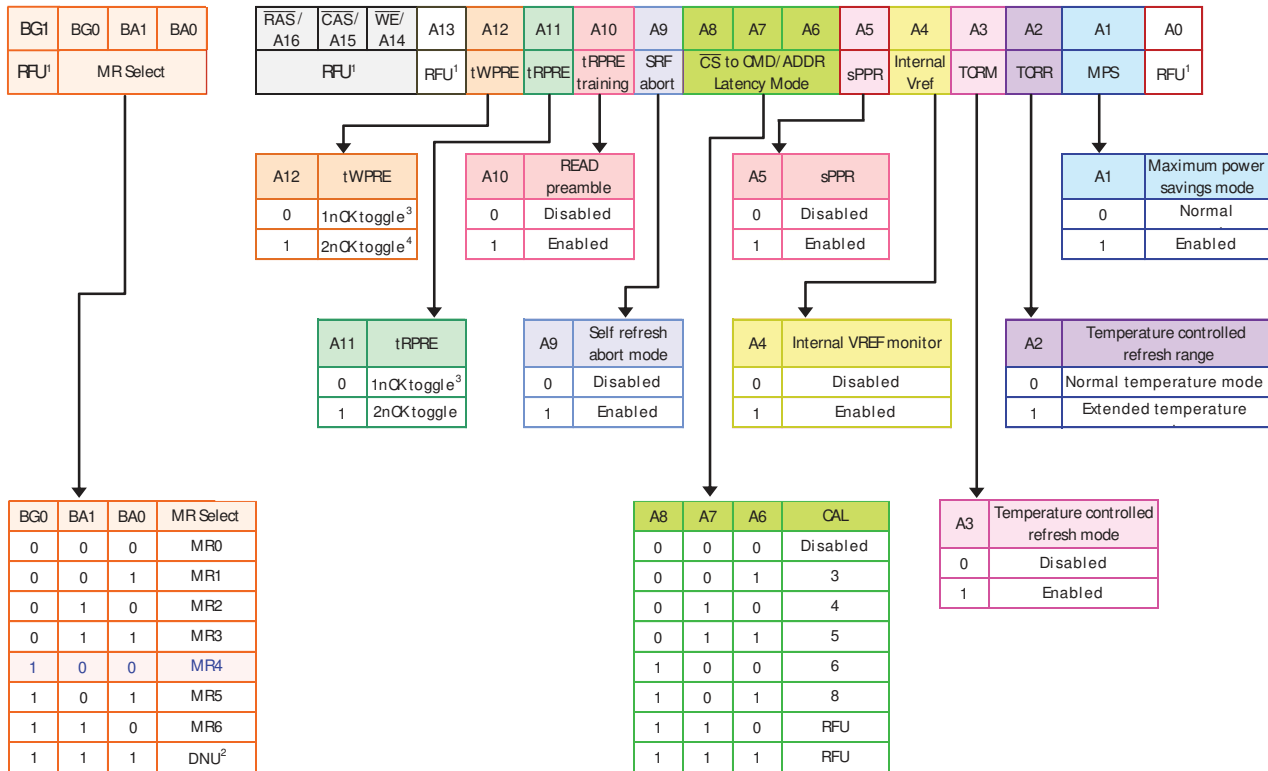 BG1 BG0 BA1 BA0
RFU¹ MR Select
RAS/ A16 CAS/ A15 WE/ A14 A13 A12 A11 A10 A9 A8 A7 A6 A5 A4 A3 A2 A1 A0
RFU¹ RFU¹ tWPRE tRPRE tRPRE training SRF abort CS to CMD/ADDR Latency Mode sPPR Internal Vref TCRM TCRR MPS RFU¹
A12 tWPRE
0 1nCK toggle³
1 2nCK toggle⁴
A10 READ preamble
0 Disabled
1 Enabled
A5 sPPR
0 Disabled
1 Enabled
A1 Maximum power savings mode
0 Normal
1 Enabled
A11 tRPRE
0 1nCK toggle³
1 2nCK toggle
A9 Self refresh abort mode
0 Disabled
1 Enabled
A4 Internal VREF monitor
0 Disabled
1 Enabled
A2 Temperature controlled refresh range
0 Normal temperature mode
1 Extended temperature
BG0 BA1 BA0 MR Select
0 0 0 MR0
0 0 1 MR1
0 1 0 MR2
0 1 1 MR3
1 0 0 MR4
1 0 1 MR5
1 1 0 MR6
1 1 1 DNU²
A8 A7 A6 CAL
0 0 0 Disabled
0 0 1 3
0 1 0 4
0 1 1 5
1 0 0 6
1 0 1 8
1 1 0 RFU
1 1 1 RFU
A3 Temperature controlled refresh mode
0 Disabled
1 Enabled